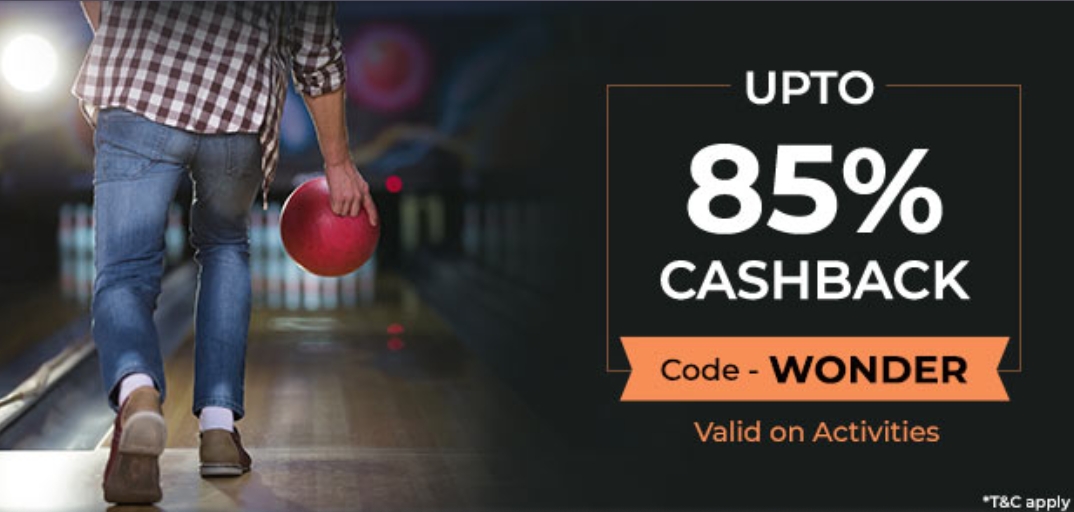 UPTO
85%
CASHBACK
Code - WONDER
Valid on Activities
*T&C apply